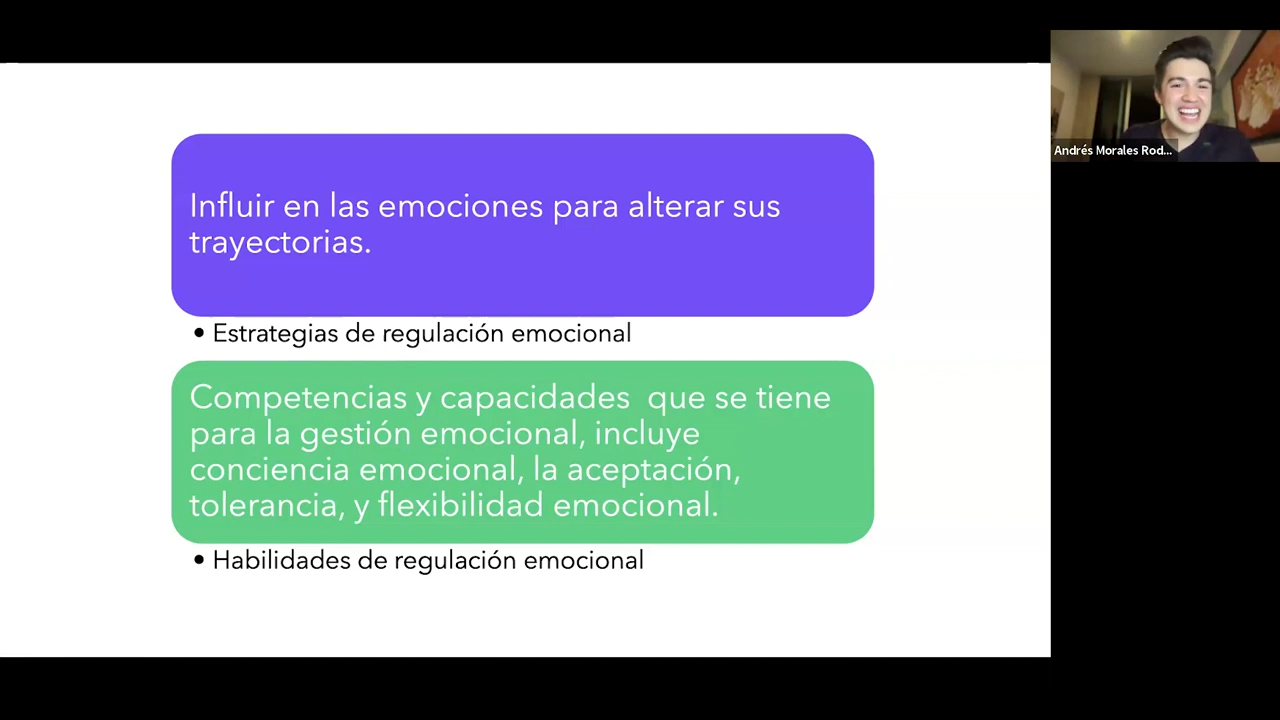 Influir en las emociones para alterar sus
trayectorias.
• Estrategias de regulación emocional
Competencias y capacidades  que se tiene
para la gestión emocional, incluye
conciencia emocional, la aceptación,
tolerancia, y flexibilidad emocional.
• Habilidades de regulación emocional
Andrés Morales Rod...